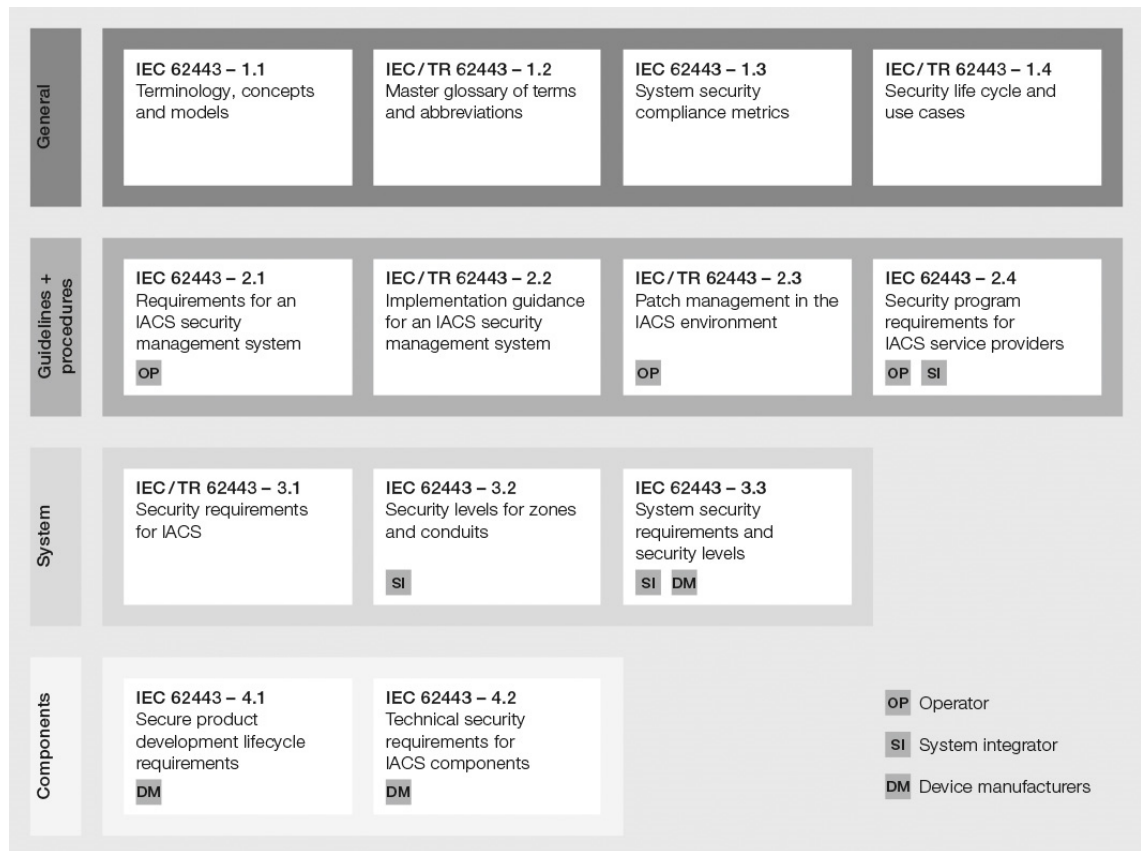 General
IEC 62443 – 1.1
Terminology, concepts
and models
IEC/TR 62443 – 1.2
Master glossary of terms
and abbreviations
IEC 62443 – 1.3
System security
compliance metrics
IEC/TR 62443 – 1.4
Security life cycle and
use cases
Guidelines +
procedures
IEC 62443 – 2.1
Requirements for an
IACS security
management system
OP
IEC/TR 62443 – 2.2
Implementation guidance
for an IACS security
management system
IEC/TR 62443 – 2.3
Patch management in the
IACS environment
OP
IEC 62443 – 2.4
Security program
requirements for
IACS service providers
OP SI
System
IEC/TR 62443 – 3.1
Security requirements
for IACS
IEC 62443 – 3.2
Security levels for zones
and conduits
SI
IEC 62443 – 3.3
System security
requirements and
security levels
SI DM
Components
IEC 62443 – 4.1
Secure product
development lifecycle
requirements
DM
IEC 62443 – 4.2
Technical security
requirements for
IACS components
DM
OP Operator
SI System integrator
DM Device manufacturers